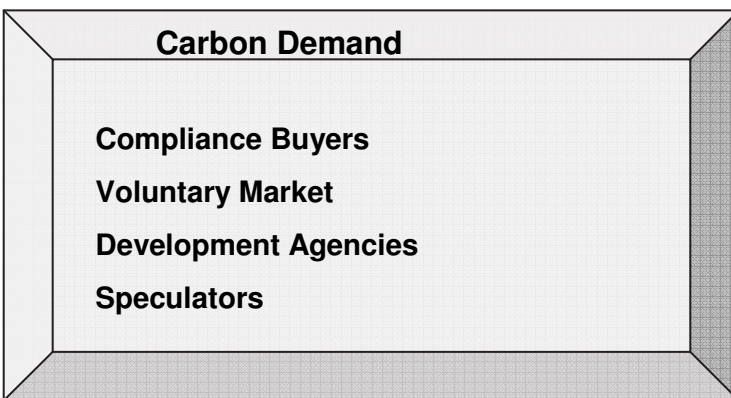 Carbon Demand
Compliance Buyers
Voluntary Market
Development Agencies
Speculators